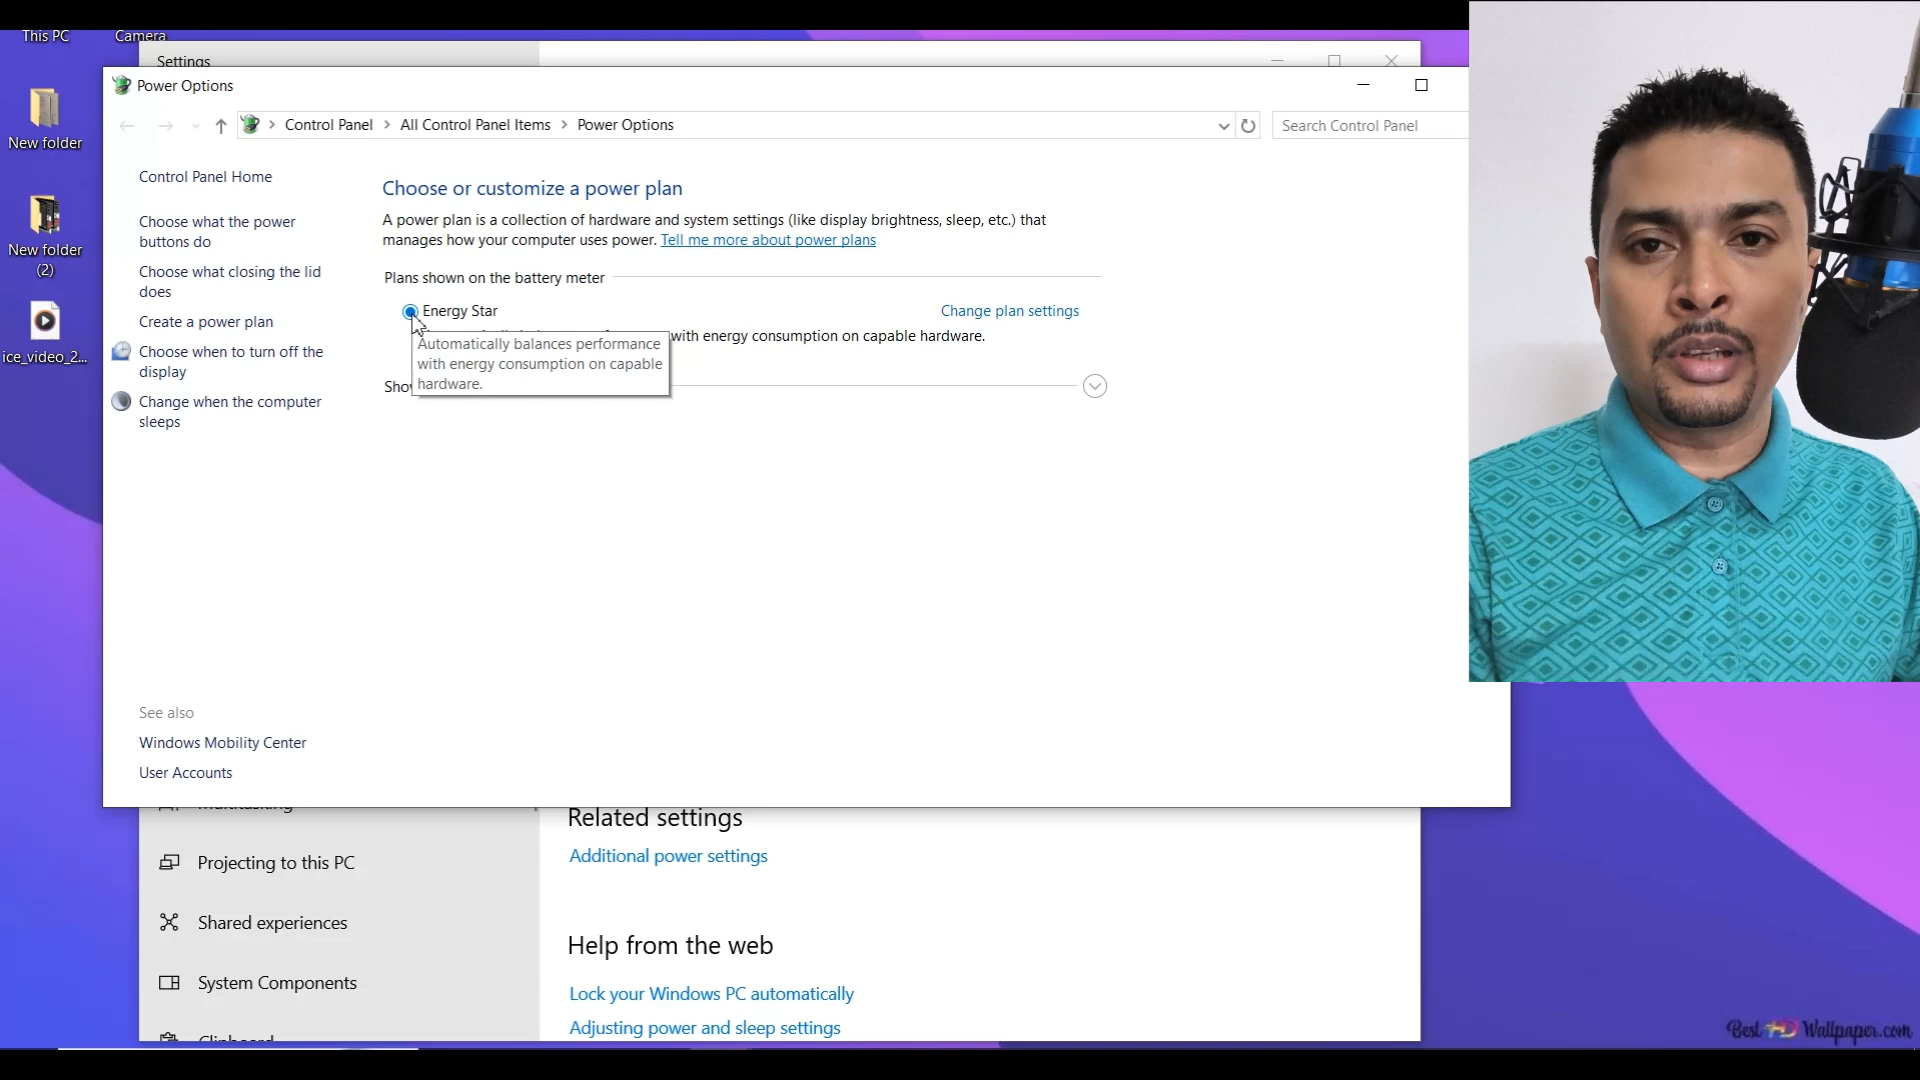 This PC
Camera
New folder
New folder
(2)
ice_video_2...
Settings
Power Options
Control Panel > All Control Panel Items > Power Options
Search Control Panel
Control Panel Home
Choose what the power
buttons do
Choose what closing the lid
does
Create a power plan
Choose when to turn off the
display
Change when the computer
sleeps
Choose or customize a power plan
A power plan is a collection of hardware and system settings (like display brightness, sleep, etc.) that
manages how your computer uses power. Tell me more about power plans
Plans shown on the battery meter
Energy Star
Change plan settings
with energy consumption on capable hardware.
Automatically balances performance
with energy consumption on capable
hardware.
See also
Windows Mobility Center
User Accounts
Projecting to this PC
Shared experiences
System Components
Clipboard
Related settings
Additional power settings
Help from the web
Lock your Windows PC automatically
Adjusting power and sleep settings
Best HD Wallpaper.com